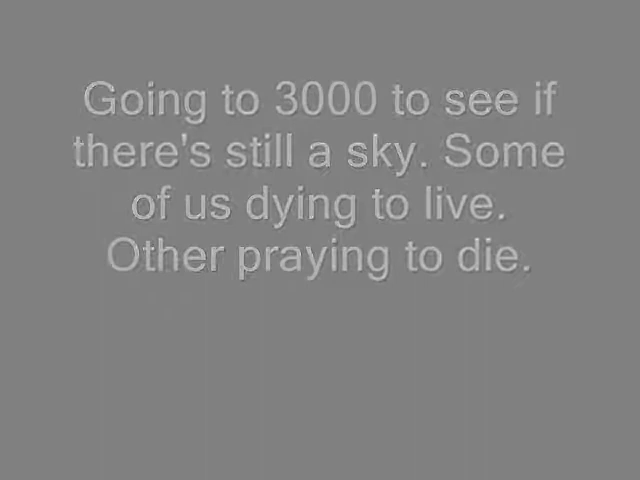 Going to 3000 to see if
there's still a sky. Some
of us dying to live.
Other praying to die.